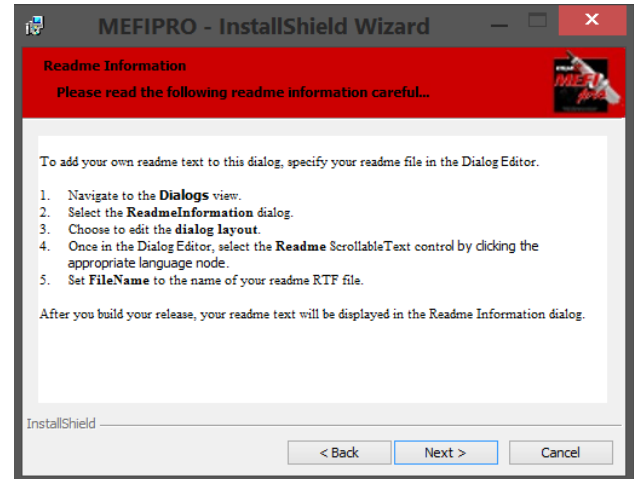 MEFIPRO - InstallShield Wizard
Readme Information
Please read the following readme information careful...
MEFI
To add your own readme text to this dialog, specify your readme file in the Dialog Editor.
1. Navigate to the Dialogs view.
2. Select the ReadmeInformation dialog.
3. Choose to edit the dialog layout.
4. Once in the Dialog Editor, select the Readme ScrollableText control by clicking the
appropriate language node.
5. Set FileName to the name of your readme RTF file.
After you build your release, your readme text will be displayed in the Readme Information dialog.
InstallShield
< Back
Next >
Cancel